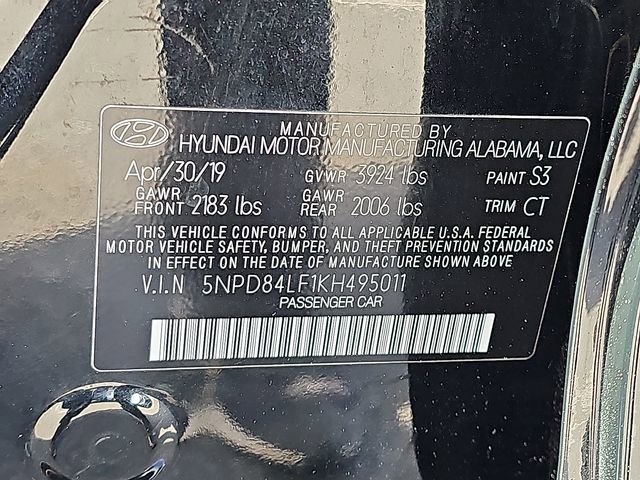 MANUFACTURED BY
HYUNDAI MOTOR MANUFACTURING ALABAMA, LLC
Apr/30/19 GVWR 3924 lbs PAINT S3
GAWR FRONT 2183 lbs GAWR REAR 2006 lbs TRIM CT
THIS VEHICLE CONFORMS TO ALL APPLICABLE U.S.A. FEDERAL
MOTOR VEHICLE SAFETY, BUMPER, AND THEFT PREVENTION STANDARDS
IN EFFECT ON THE DATE OF MANUFACTURE SHOWN ABOVE.
V.I.N 5NPD84LF1KH495011
PASSENGER CAR